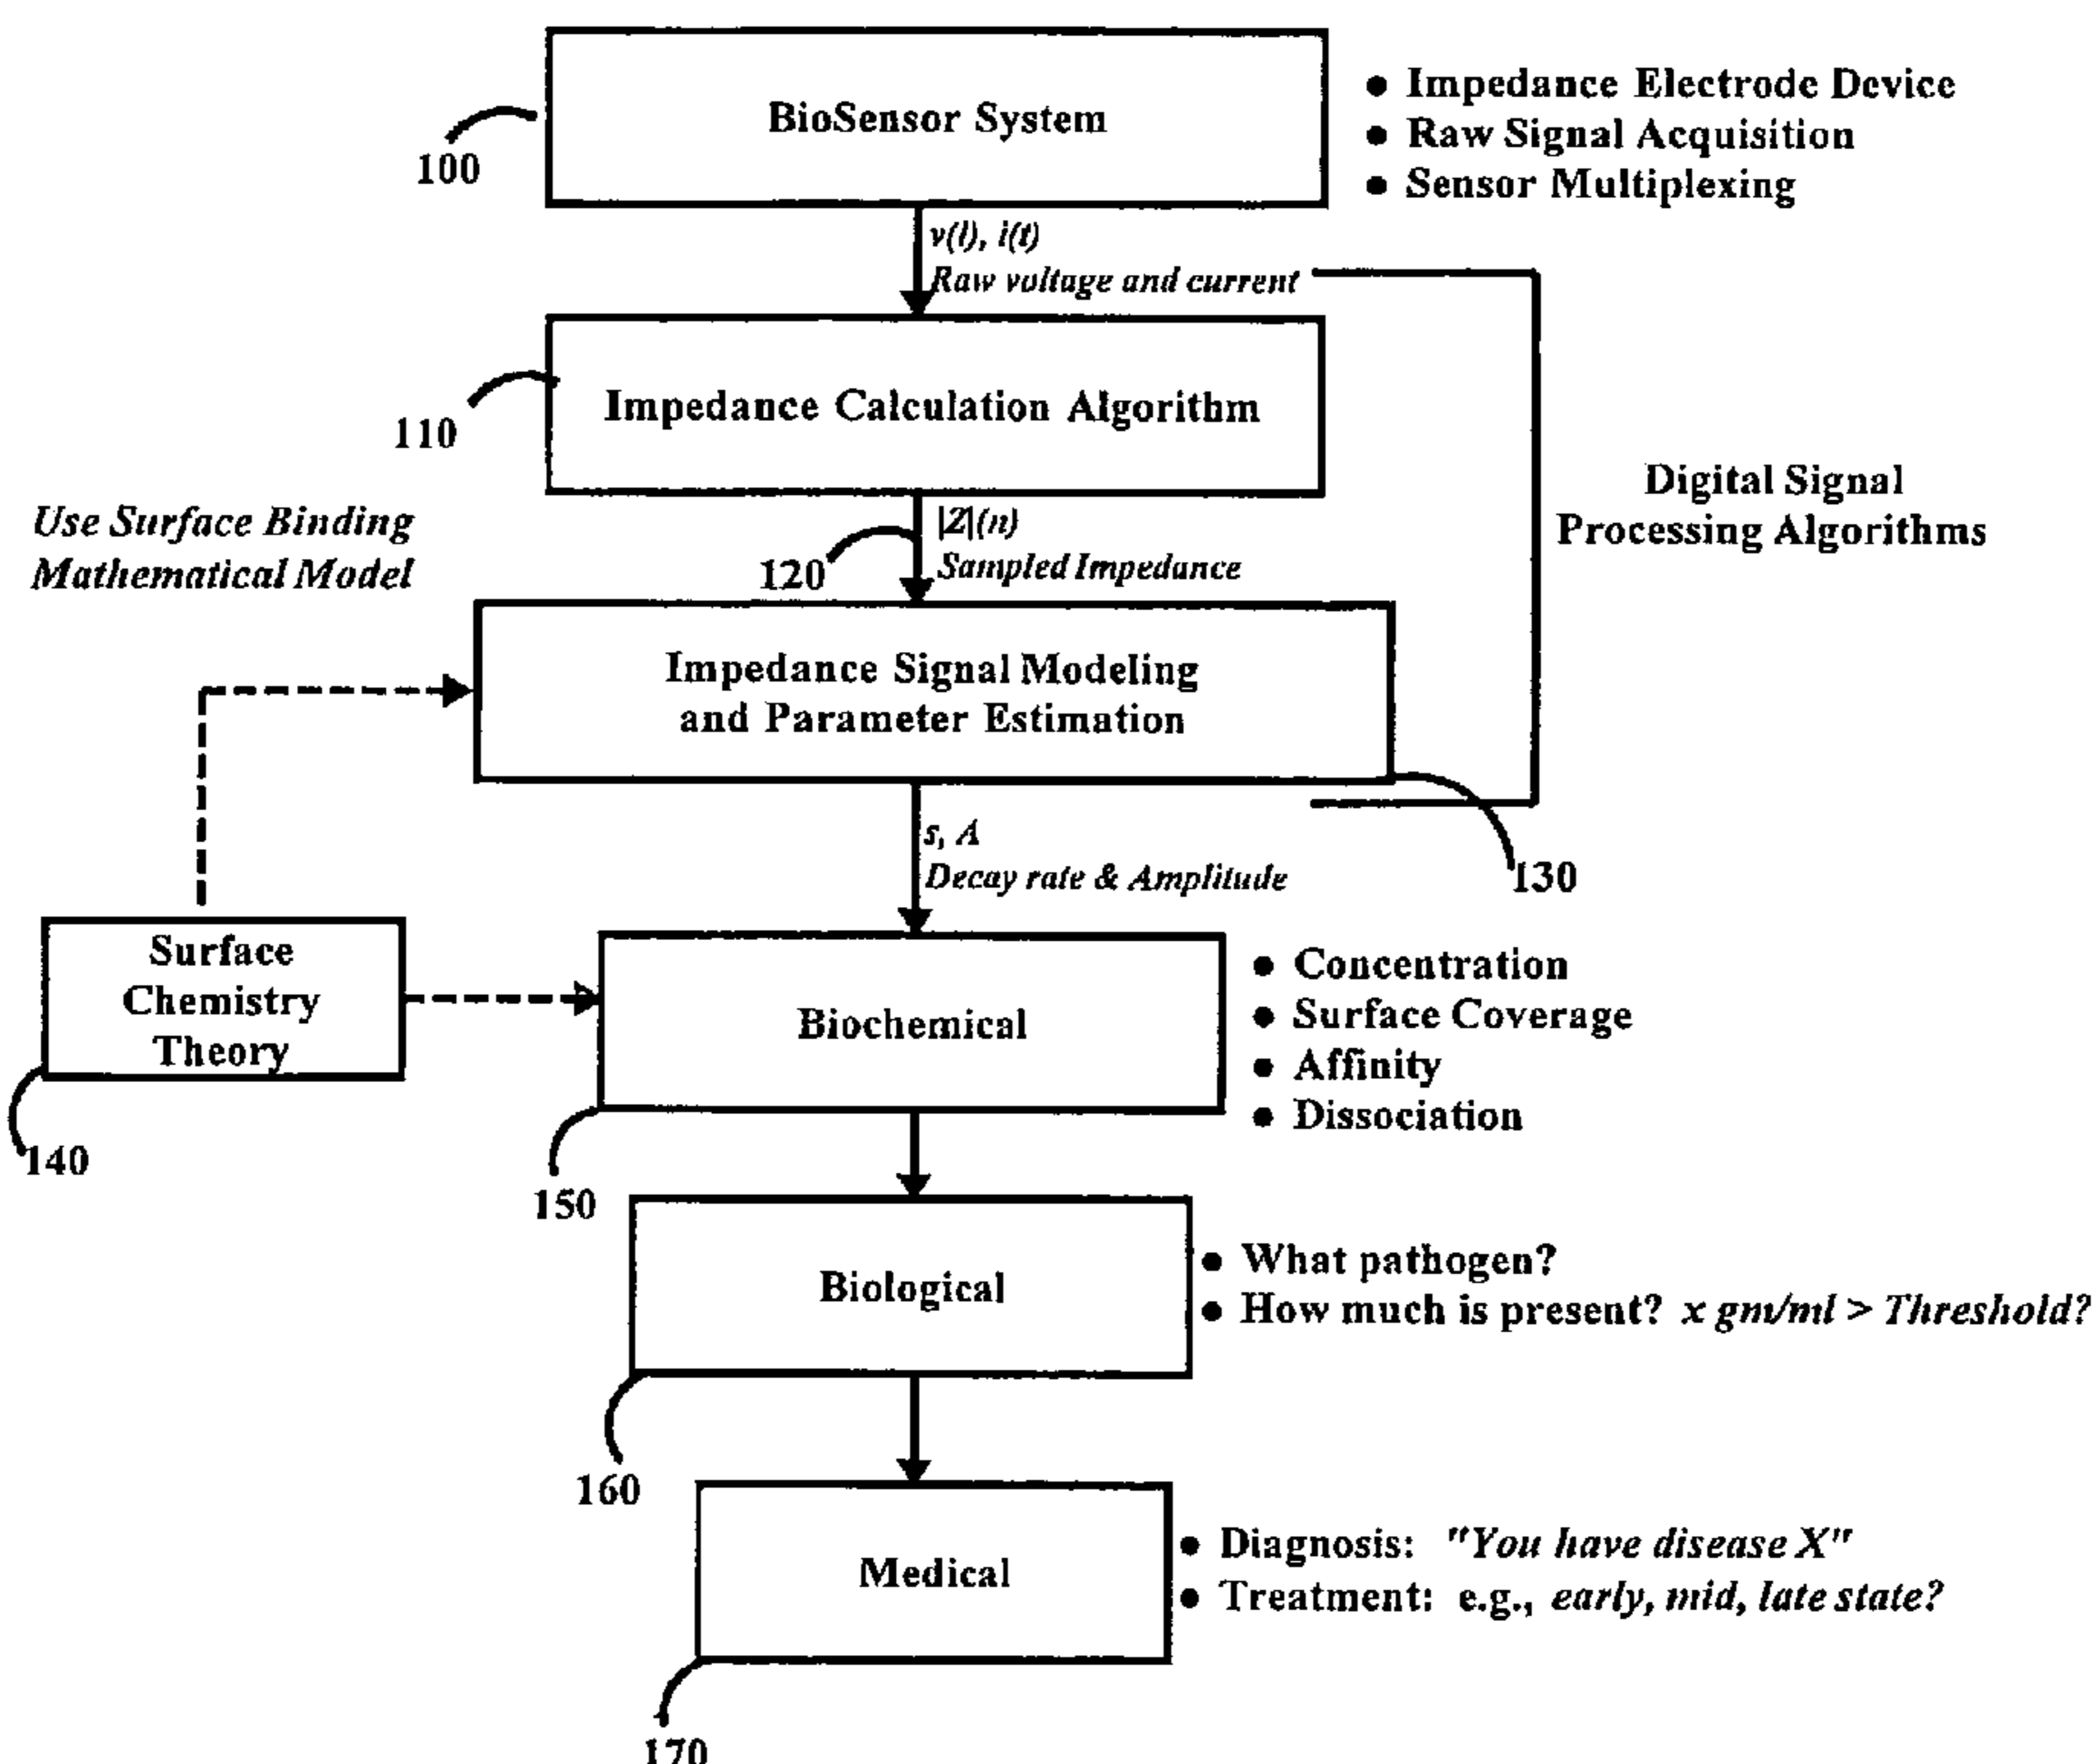 BioSensor System
● Impedance Electrode Device
● Raw Signal Acquisition
● Sensor Multiplexing
100
v(t), i(t)
Raw voltage and current
Impedance Calculation Algorithm
110
Digital Signal
Processing Algorithms
Use Surface Binding
Mathematical Model
|Z|(n)
Sampled Impedance
120
Impedance Signal Modeling
and Parameter Estimation
130
s, A
Decay rate & Amplitude
Surface
Chemistry
Theory
140
Biochemical
● Concentration
● Surface Coverage
● Affinity
● Dissociation
150
Biological
● What pathogen?
● How much is present? x gm/ml > Threshold?
160
Medical
● Diagnosis: "You have disease X"
● Treatment: e.g., early, mid, late state?
170